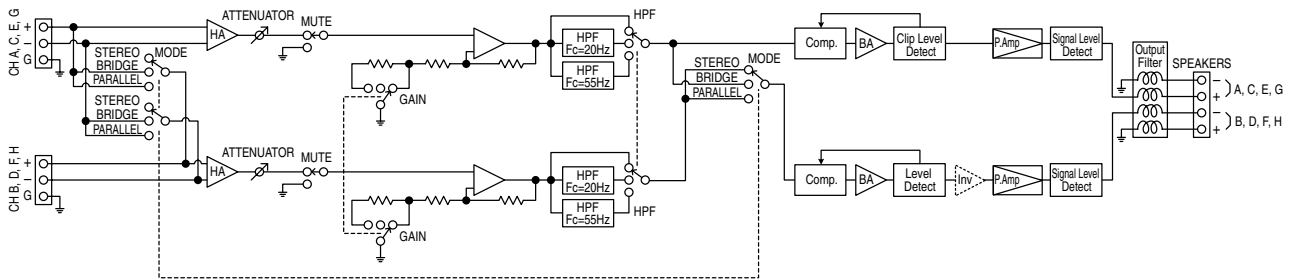 CH A, C, E, G
+
−
G
STEREO
MODE
BRIDGE
PARALLEL
STEREO
BRIDGE
PARALLEL
HA
ATTENUATOR
MUTE
GAIN
HPF
HPF
Fc=20Hz
HPF
Fc=55Hz
STEREO
MODE
BRIDGE
PARALLEL
Comp.
BA
Clip Level
Detect
P.Amp
Signal Level
Detect
Output
Filter
SPEAKERS
−
+
A, C, E, G
−
+
B, D, F, H
CH B, D, F, H
+
−
G
HA
ATTENUATOR
MUTE
GAIN
HPF
Fc=20Hz
HPF
Fc=55Hz
HPF
Comp.
BA
Level
Detect
Inv
P.Amp
Signal Level
Detect